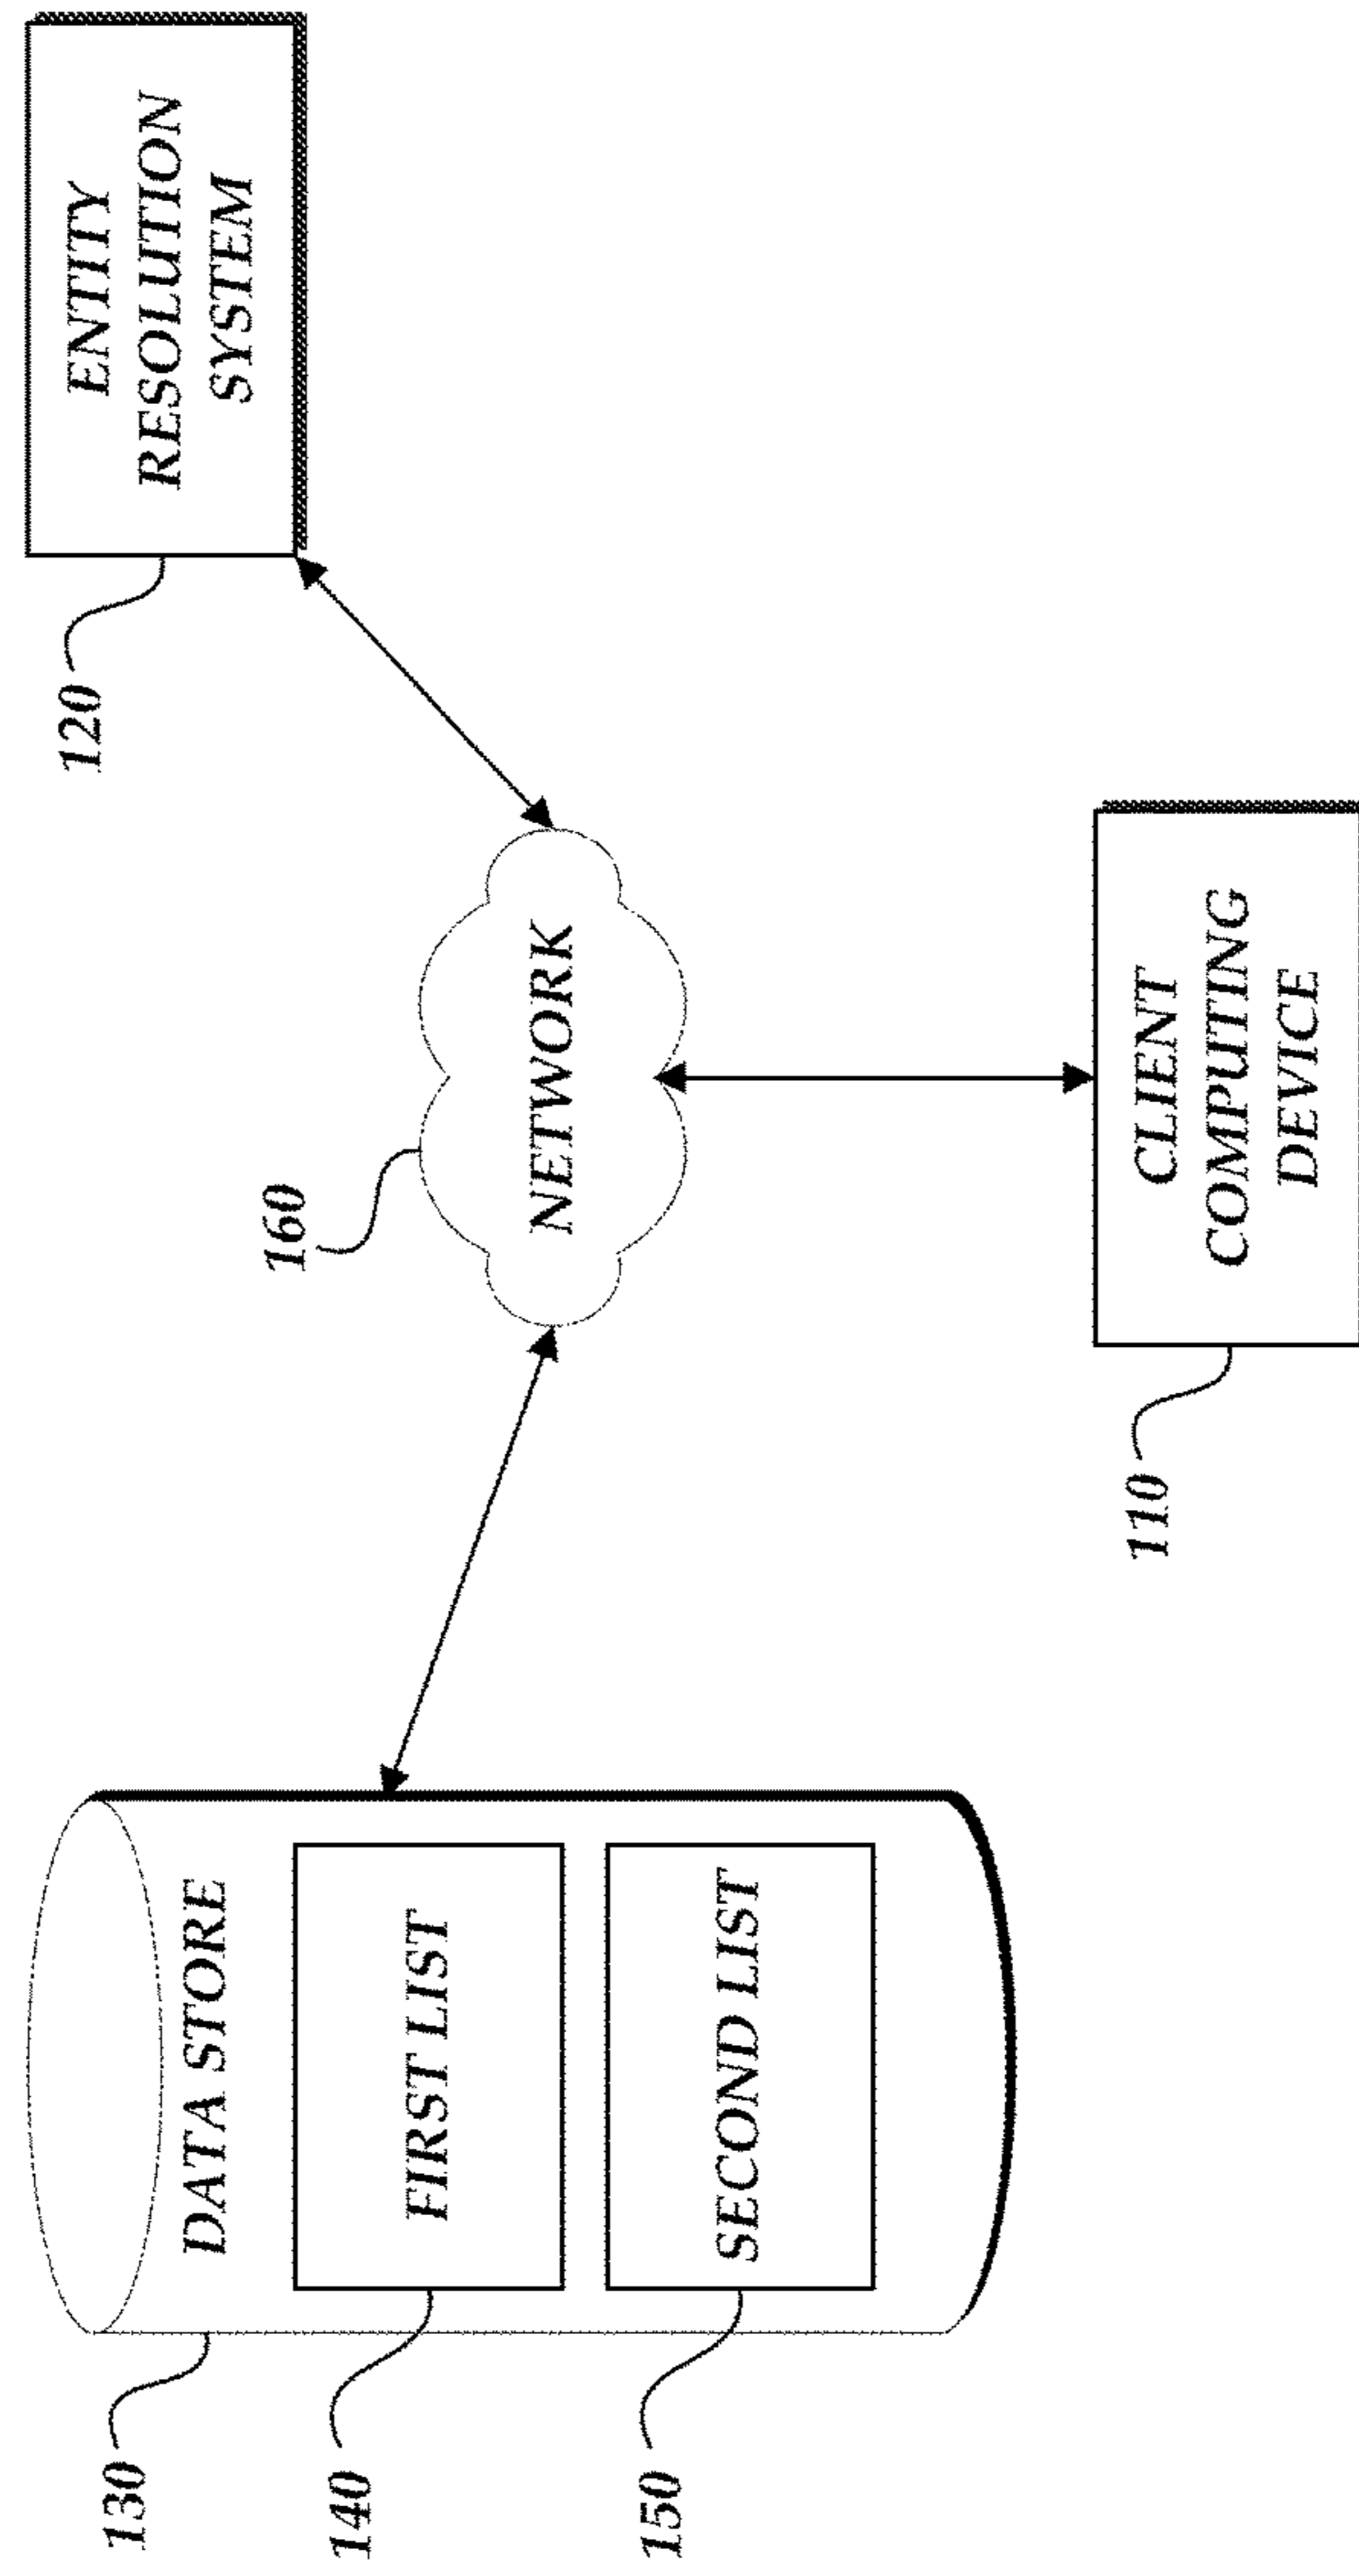 130
DATA STORE
140
FIRST LIST
150
SECOND LIST
160
NETWORK
120
ENTITY
RESOLUTION
SYSTEM
110
CLIENT
COMPUTING
DEVICE